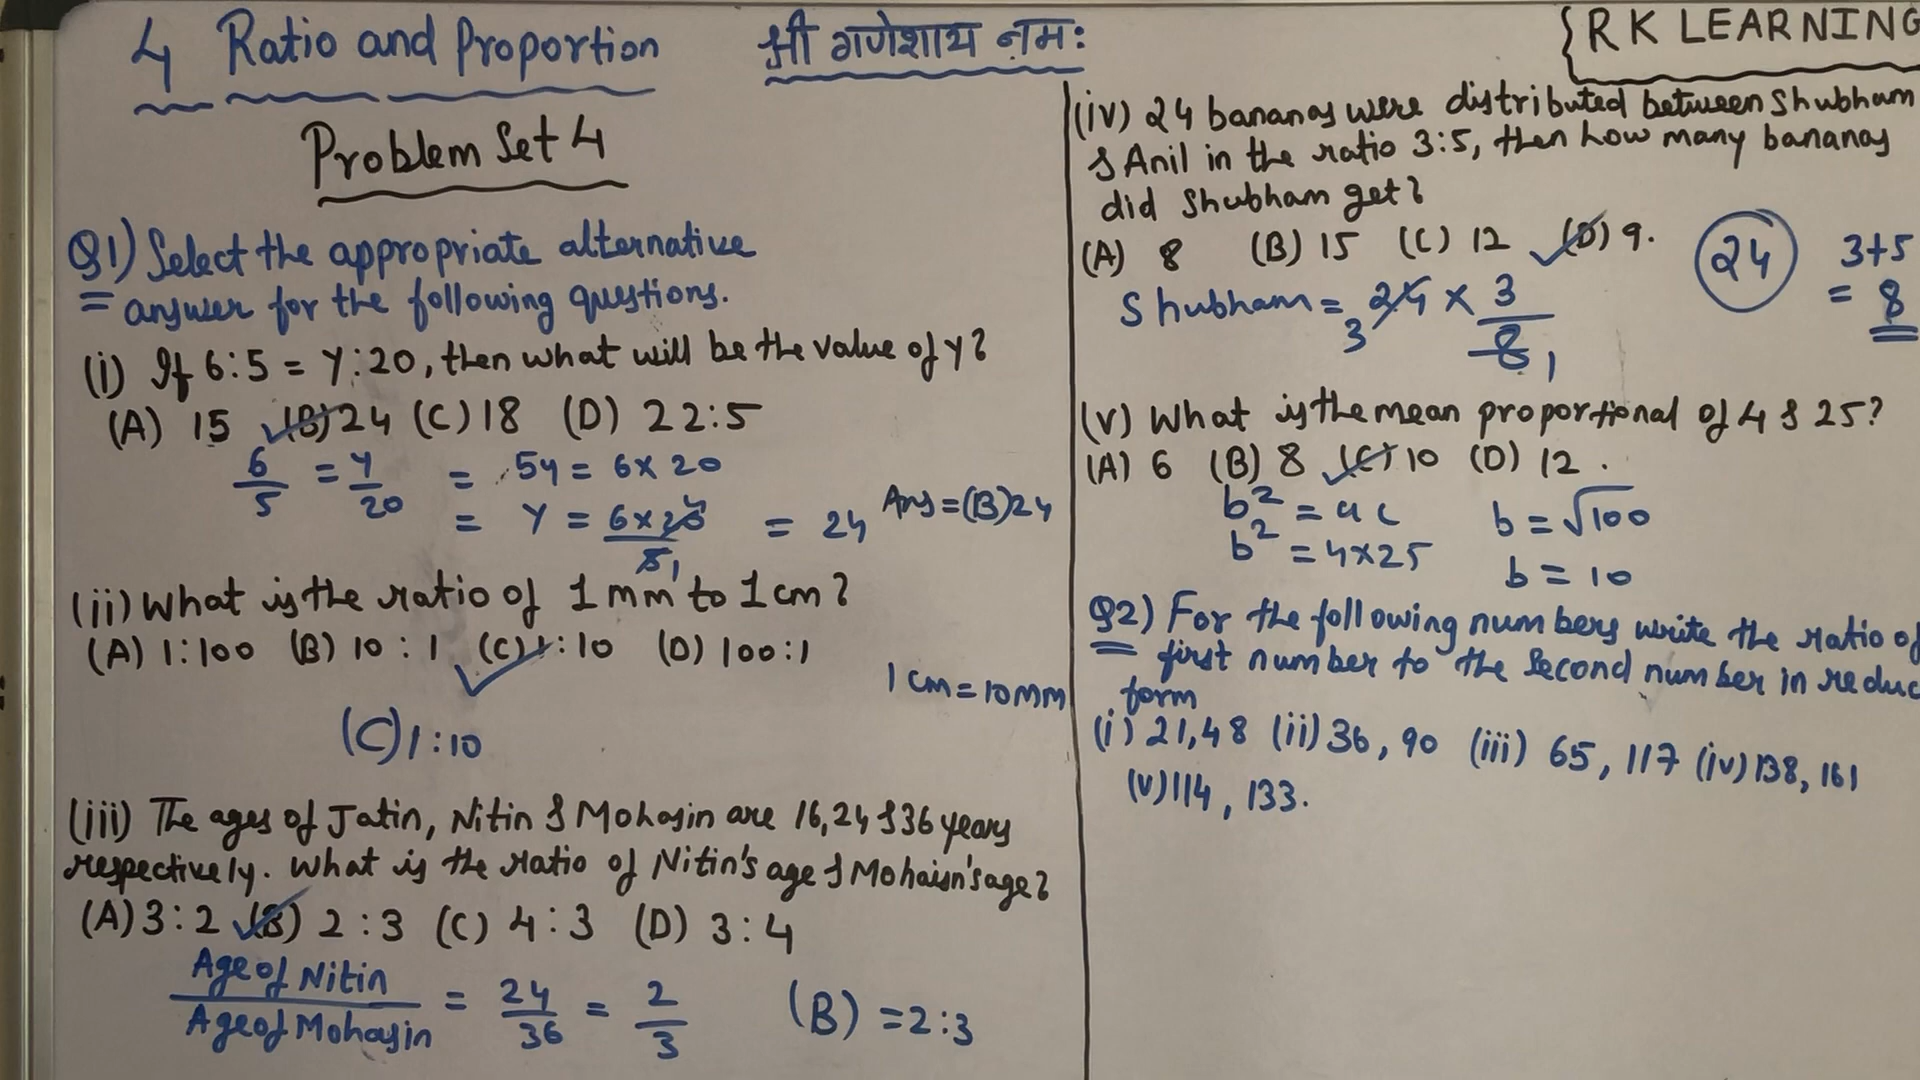 4 Ratio and Proportion
श्री गणेशाय नमः
{RK LEARNING
Problem Set 4
Q1) Select the appropriate alternative
answer for the following questions.
(i) If 6:5 = y:20, then what will be the value of y?
(A) 15 (B) 24 (C) 18 (D) 22:5
6/5 = y/20 = 5y = 6 x 20
= y = 6x20/5 = 24 Ans = (B) 24
(ii) What is the ratio of 1 mm to 1 cm?
(A) 1:100 (B) 10 : 1 (C) 1:10 (D) 100:1
1 cm = 10 mm
(C) 1:10
(iii) The ages of Jatin, Nitin & Mohasin are 16, 24 & 36 years
respectively. What is the ratio of Nitin's age & Mohaisn's age?
(A) 3:2 (B) 2:3 (C) 4:3 (D) 3:4
Age of Nitin/Age of Mohasin = 24/36 = 2/3 (B) = 2:3
(iv) 24 bananas were distributed between Shubham
& Anil in the ratio 3:5, then how many bananas
did Shubham get?
(A) 8 (B) 15 (C) 12 (D) 9.
24 3+5
= 8
Shubham = 3 24 x 3/8 1
(v) What is the mean proportional of 4 & 25?
(A) 6 (B) 8 (C) 10 (D) 12.
b² = ac b = √100
b² = 4x25 b = 10
Q2) For the following numbers write the ratio of
first number to the second number in reduc
form
(i) 21, 48 (ii) 36, 90 (iii) 65, 117 (iv) 138, 161
(v) 114, 133.